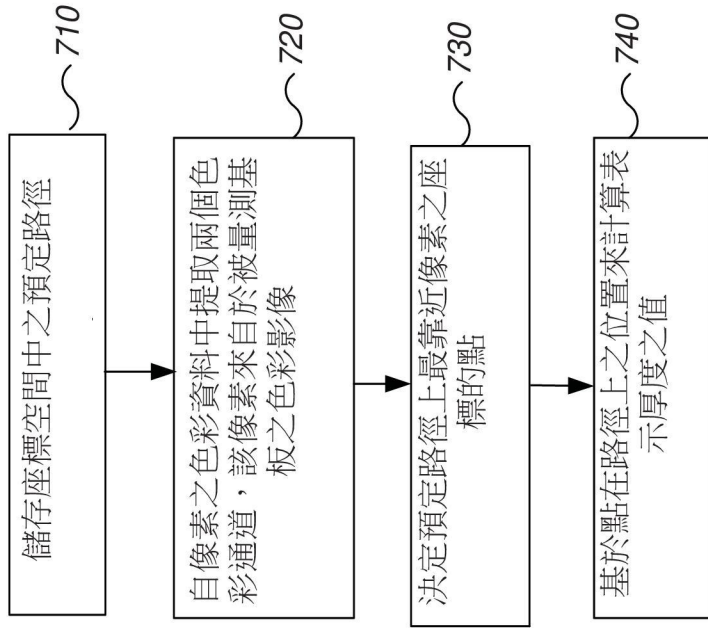 710
儲存座標空間中之預定路徑
720
自像素之色彩資料中提取兩個色
彩通道，該像素來自於被量測基
板之色彩影像
730
決定預定路徑上最靠近像素之座
標的點
740
基於點在路徑上之位置來計算表
示厚度之值